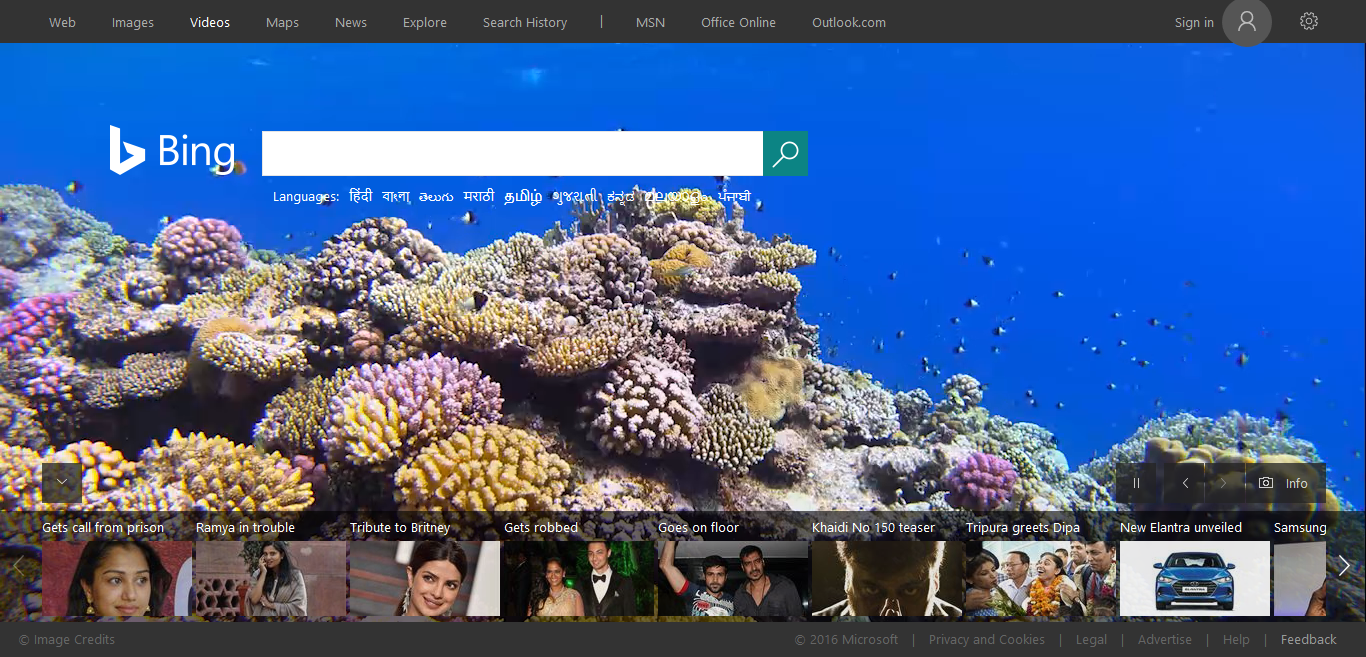 Web Images Videos Maps News Explore Search History | MSN Office Online Outlook.com Sign in
Bing
Languages: हिंदी বাংলা తెలుగు मराठी தமிழ் ગુજરાતી ಕನ್ನಡ മലയാളം ਪੰਜਾਬੀ
Info
Gets call from prison Ramya in trouble Tribute to Britney Gets robbed Goes on floor Khaidi No 150 teaser Tripura greets Dipa New Elantra unveiled Samsung
ELANTRA
© Image Credits © 2016 Microsoft | Privacy and Cookies | Legal | Advertise | Help | Feedback